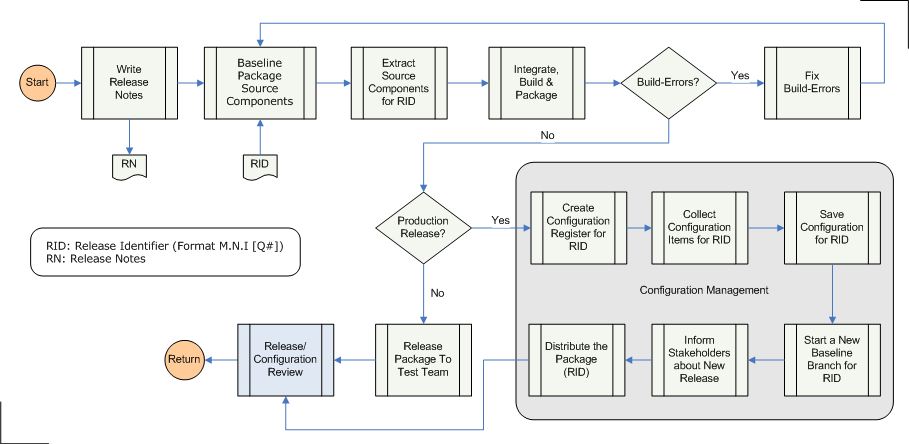 Start
Write
Release
Notes
Baseline
Package
Source
Components
Extract
Source
Components
for RID
Integrate,
Build &
Package
Build-Errors?
Yes
Fix
Build-Errors
No
RN
RID
Production
Release?
Yes
Create
Configuration
Register for
RID
Collect
Configuration
Items for RID
Save
Configuration
for RID
RID: Release Identifier (Format M.N.I [Q#])
RN: Release Notes
Configuration Management
No
Return
Release/
Configuration
Review
Release
Package To
Test Team
Distribute the
Package
(RID)
Inform
Stakeholders
about New
Release
Start a New
Baseline
Branch for
RID